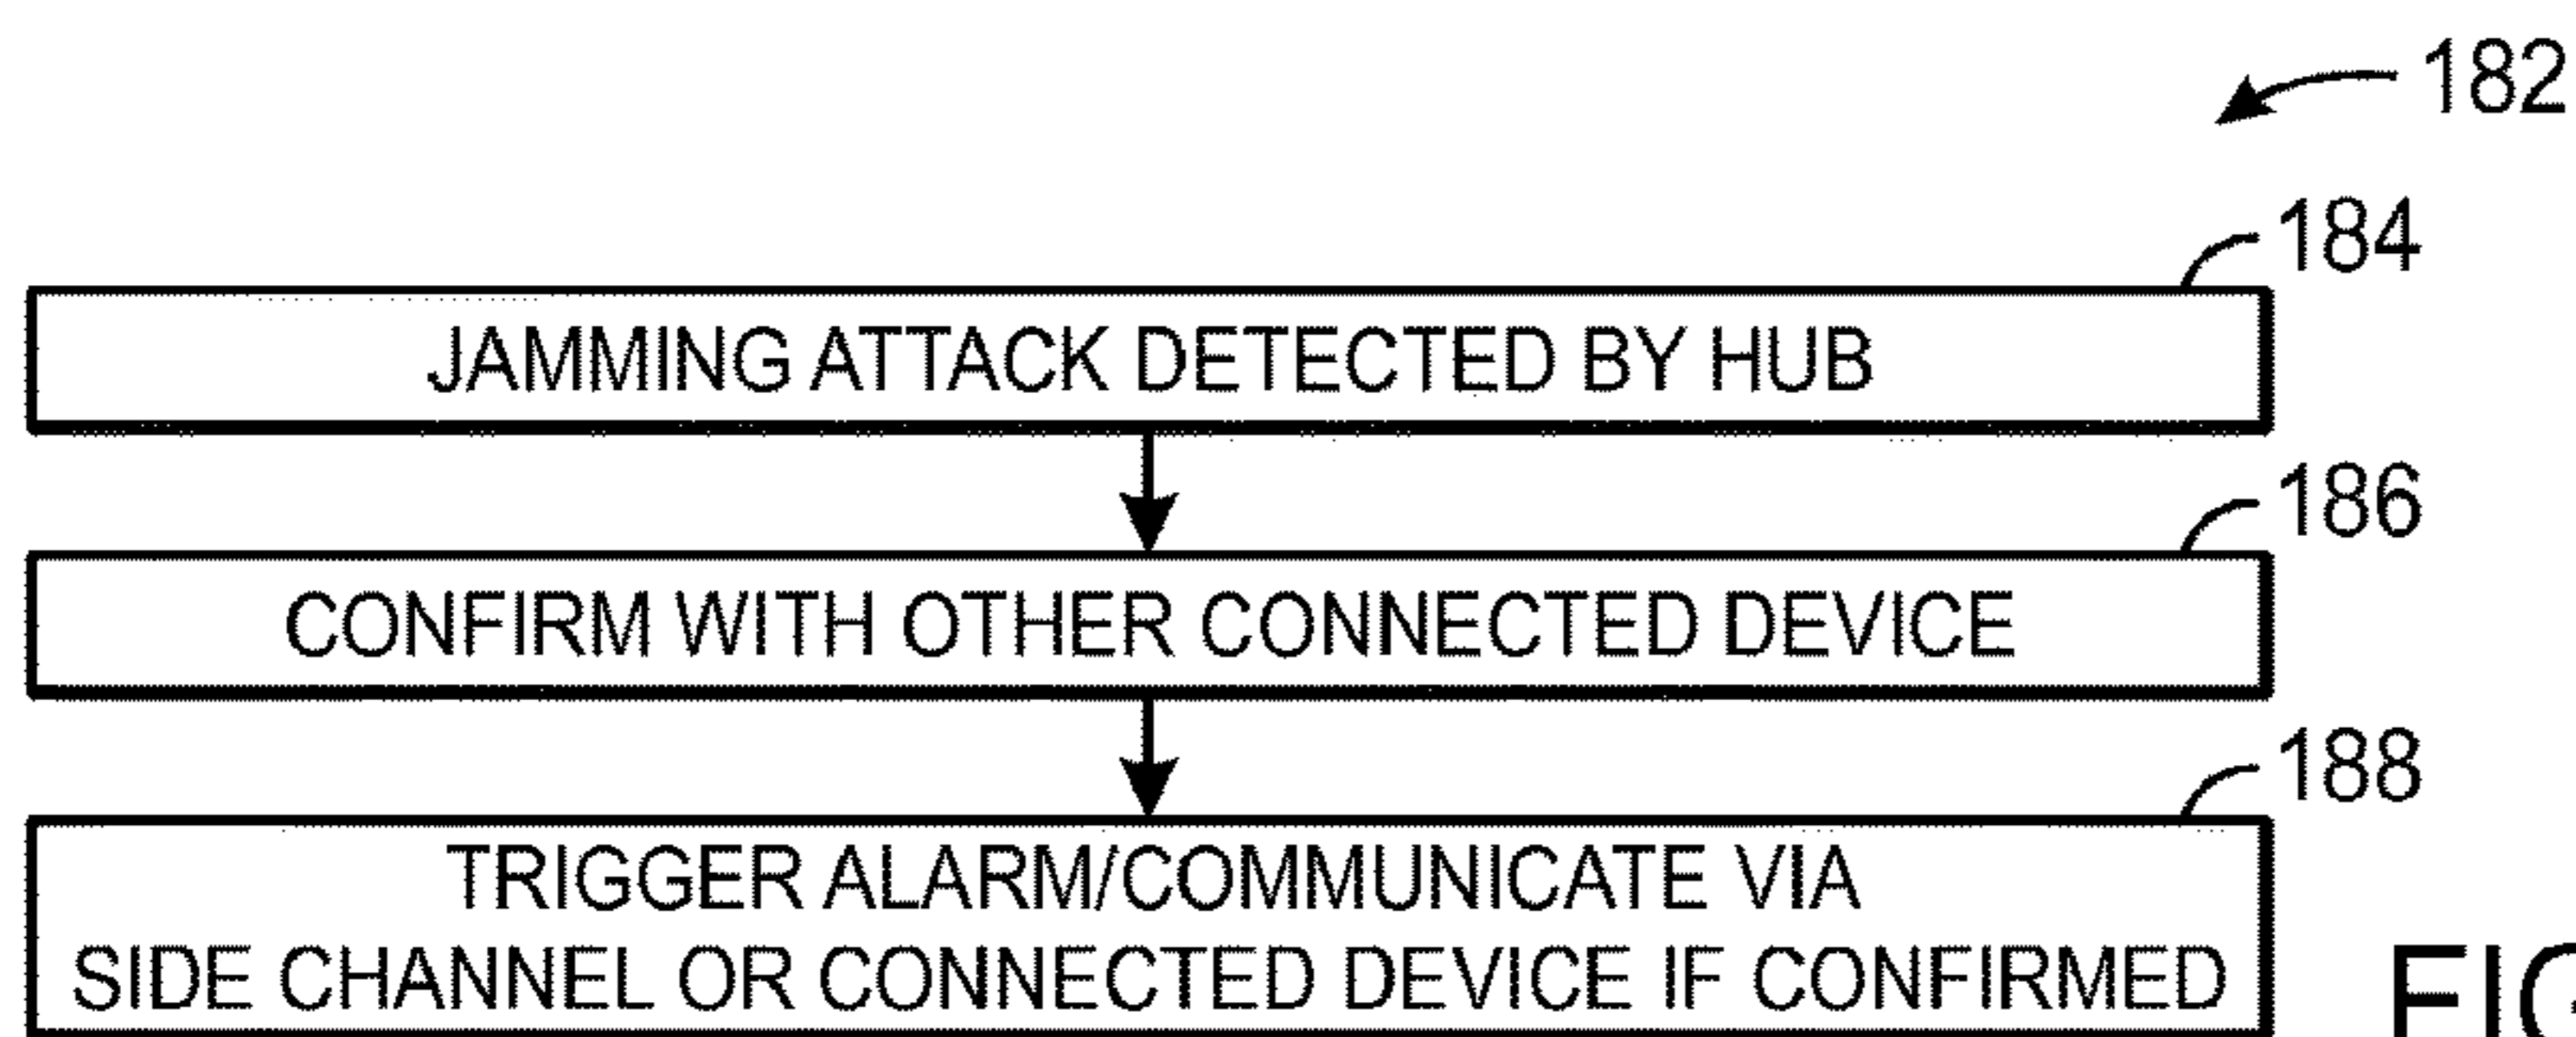 182
184
JAMMING ATTACK DETECTED BY HUB
186
CONFIRM WITH OTHER CONNECTED DEVICE
188
TRIGGER ALARM/COMMUNICATE VIA
SIDE CHANNEL OR CONNECTED DEVICE IF CONFIRMED